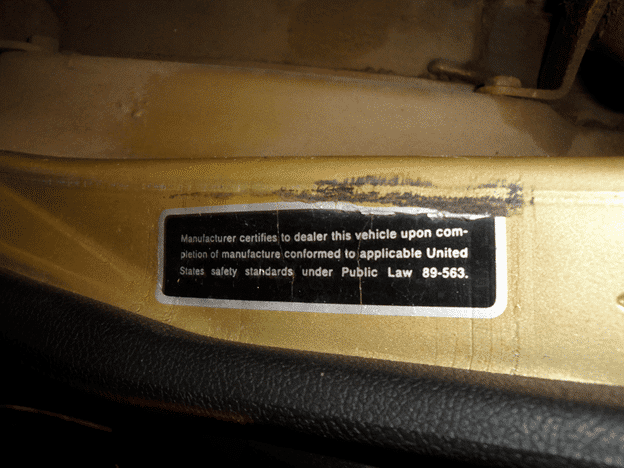 Manufacturer certifies to dealer this vehicle upon com-
pletion of manufacture conformed to applicable United
States safety standards under Public Law 89-563.